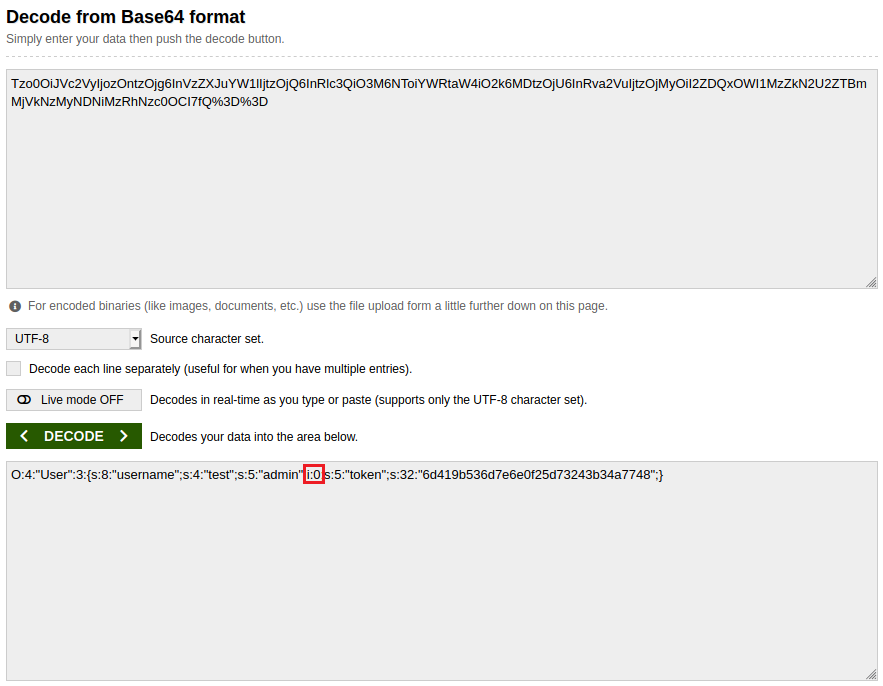 Decode from Base64 format
Simply enter your data then push the decode button.
Tzo0OiJVc2VyIjozOntzOjg6InVzZXJuYW1lIjtzOjQ6InRlc3QiO3M6NToiYWRtaW4iO2k6MDtzOjU6InRva2VuIjtzOjMyOiI2ZDQxOWI1MzZkN2U2ZTBm
MjVkNzMyNDNiMzRhNzc0OCI7fQ%3D%3D
For encoded binaries (like images, documents, etc.) use the file upload form a little further down on this page.
UTF-8 Source character set.
Decode each line separately (useful for when you have multiple entries).
Live mode OFF Decodes in real-time as you type or paste (supports only the UTF-8 character set).
DECODE Decodes your data into the area below.
O:4:"User":3:{s:8:"username";s:4:"test";s:5:"admin" i:0 s:5:"token";s:32:"6d419b536d7e6e0f25d73243b34a7748";}